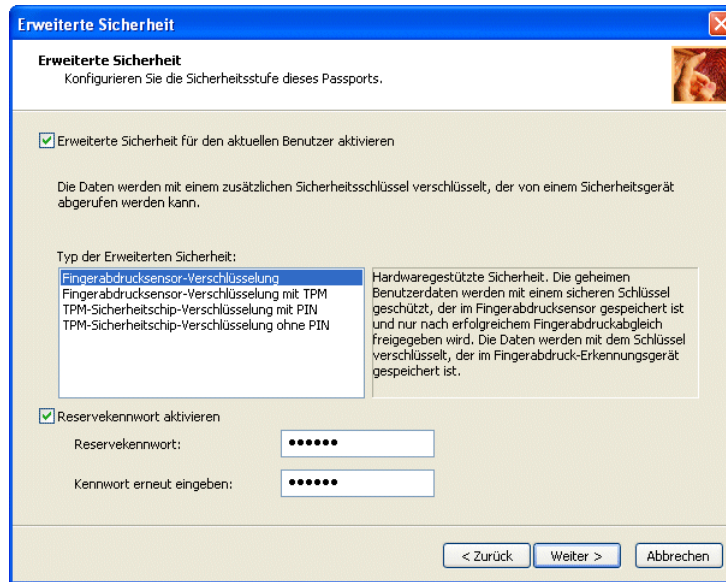 Erweiterte Sicherheit
Erweiterte Sicherheit
Konfigurieren Sie die Sicherheitsstufe dieses Passports.
Erweiterte Sicherheit für den aktuellen Benutzer aktivieren
Die Daten werden mit einem zusätzlichen Sicherheitsschlüssel verschlüsselt, der von einem Sicherheitsgerät
abgerufen werden kann.
Typ der Erweiterten Sicherheit:
Fingerabdrucksensor-Verschlüsselung
Fingerabdrucksensor-Verschlüsselung mit TPM
TPM-Sicherheitschip-Verschlüsselung mit PIN
TPM-Sicherheitschip-Verschlüsselung ohne PIN
Hardwaregestützte Sicherheit. Die geheimen
Benutzerdaten werden mit einem sicheren Schlüssel
geschützt, der im Fingerabdrucksensor gespeichert ist
und nur nach erfolgreichem Fingerabdruckabgleich
freigegeben wird. Die Daten werden mit dem Schlüssel
verschlüsselt, der im Fingerabdruck-Erkennungsgerät
gespeichert ist.
Reservekennwort aktivieren
Reservekennwort: ●●●●●●
Kennwort erneut eingeben: ●●●●●●
< Zurück Weiter > Abbrechen